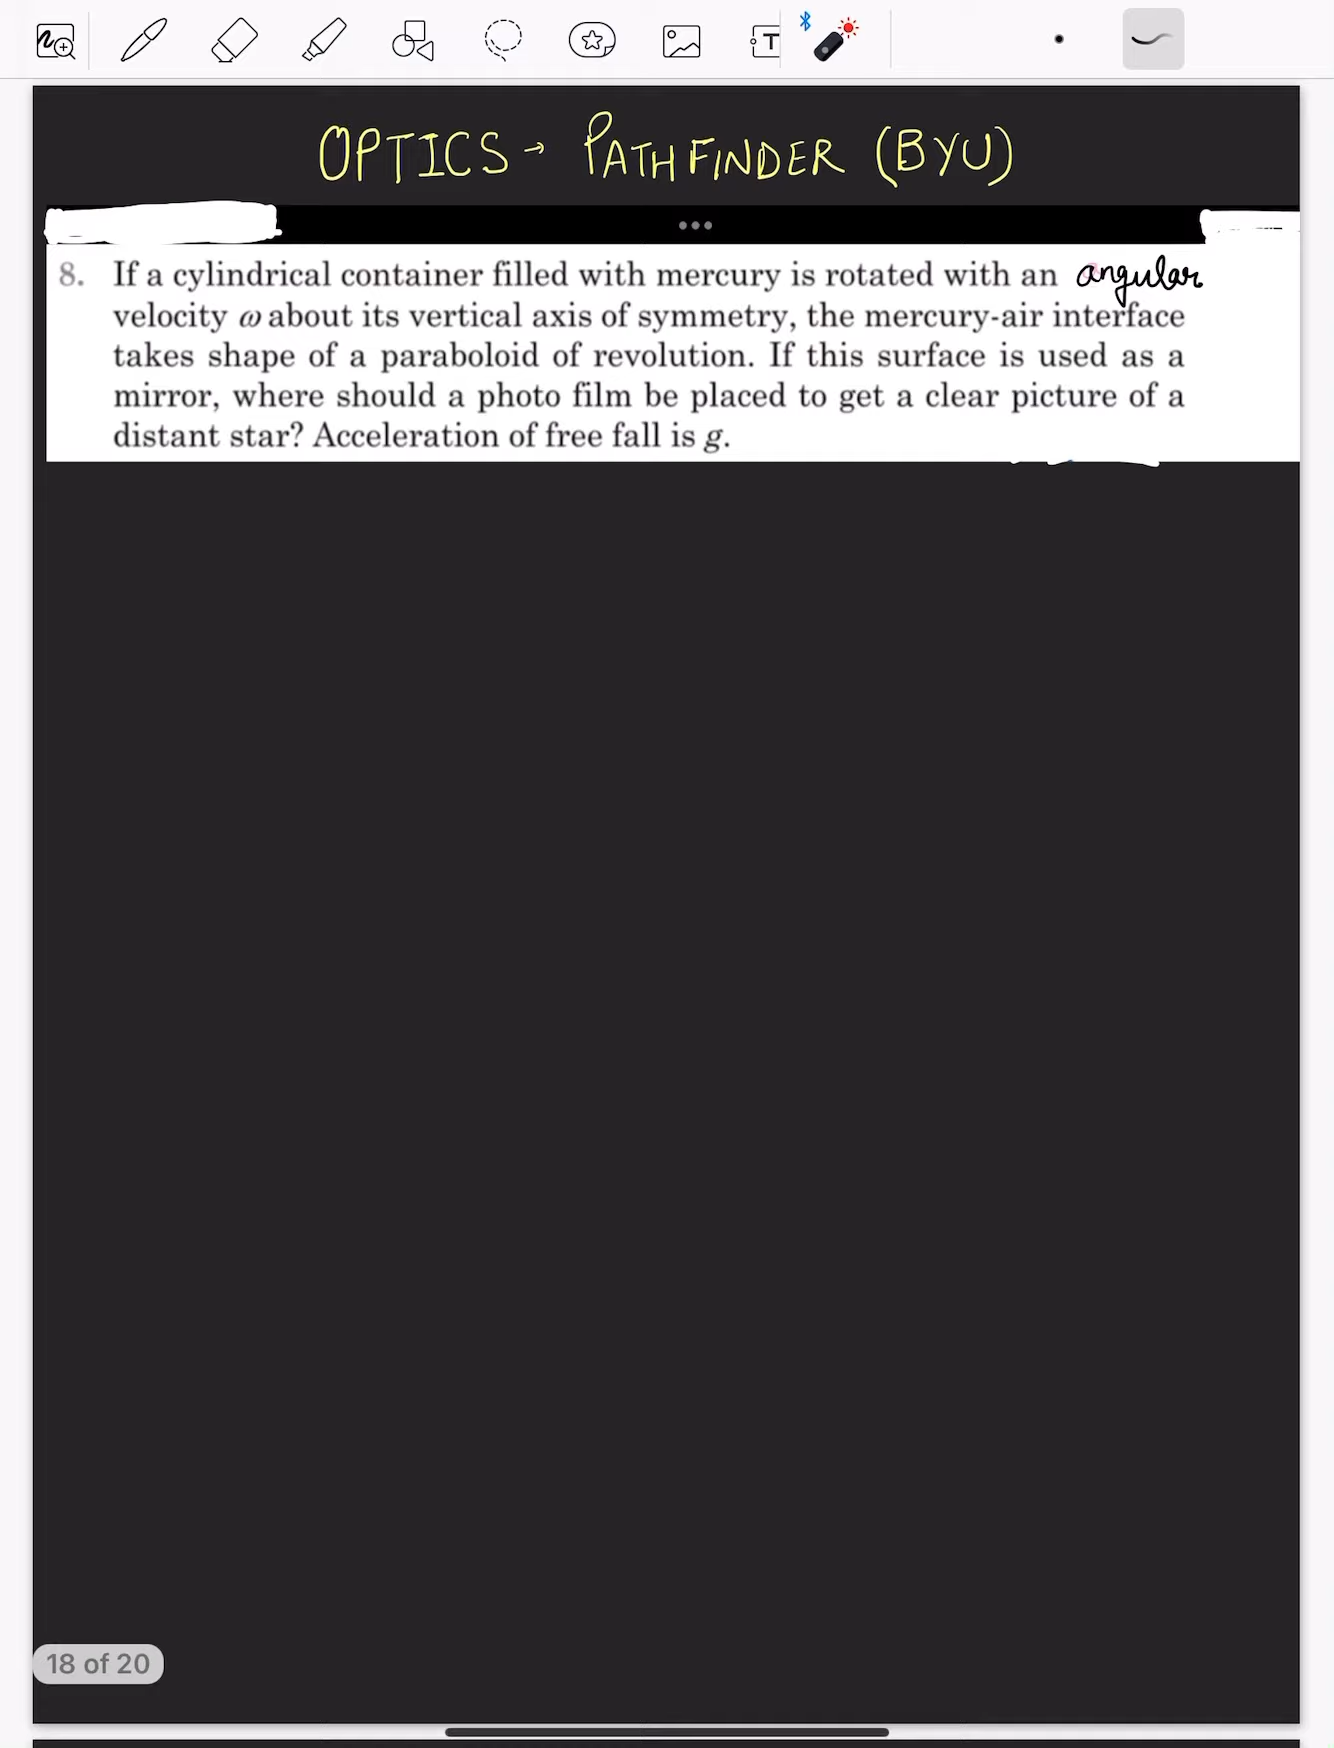 T
OPTICS → PATHFINDER (BYU)
8. If a cylindrical container filled with mercury is rotated with an angular
velocity ω about its vertical axis of symmetry, the mercury-air interface
takes shape of a paraboloid of revolution. If this surface is used as a
mirror, where should a photo film be placed to get a clear picture of a
distant star? Acceleration of free fall is g.
18 of 20